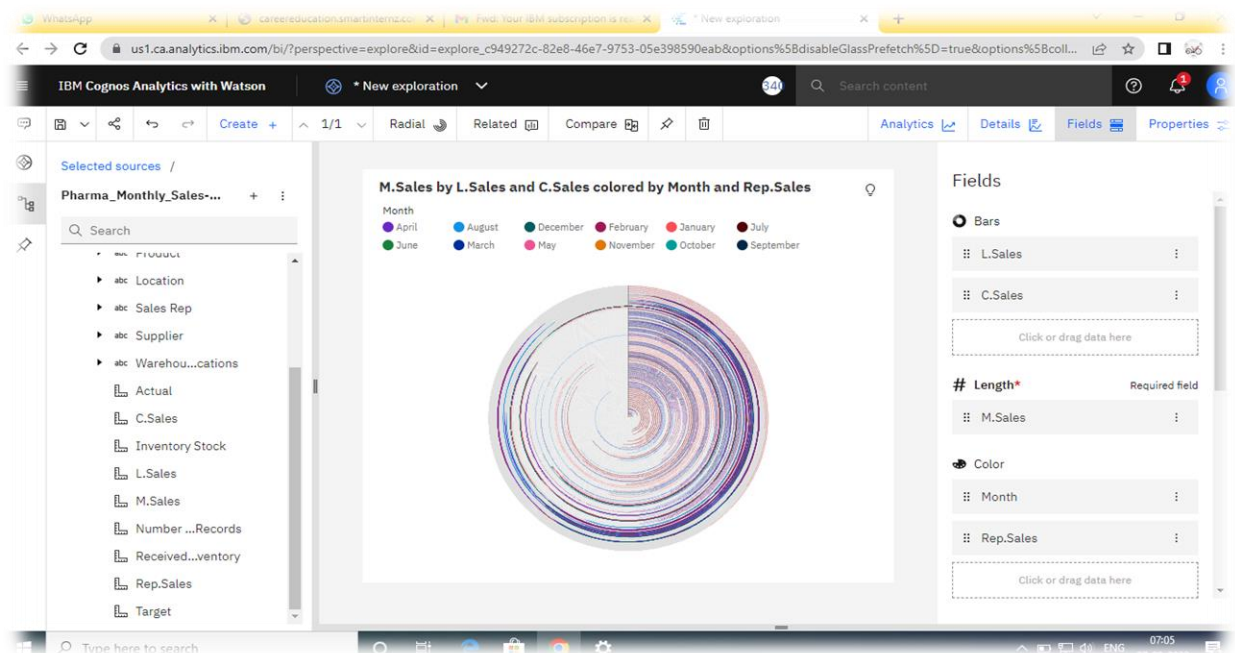 WhatsApp
careereducation.smartinternz.co
Fwd: Your IBM subscription is re
* New exploration
us1.ca.analytics.ibm.com/bi/?perspective=explore&id=explore_c949272c-82e8-46e7-9753-05e398590eab&options%5BdisableGlassPrefetch%5D=true&options%5Bcoll...
IBM Cognos Analytics with Watson
* New exploration
340
Search content
1
Create +
1/1
Radial
Related
Compare
Analytics
Details
Fields
Properties
Selected sources /
Pharma_Monthly_Sales-...
Search
abc Product
abc Location
abc Sales Rep
abc Supplier
abc Warehou...cations
Actual
C.Sales
Inventory Stock
L.Sales
M.Sales
Number ...Records
Received...ventory
Rep.Sales
Target
M.Sales by L.Sales and C.Sales colored by Month and Rep.Sales
Month
April August December February January July
June March May November October September
Fields
Bars
L.Sales
C.Sales
Click or drag data here
# Length* Required field
M.Sales
Color
Month
Rep.Sales
Click or drag data here
Type here to search
ENG
07:05